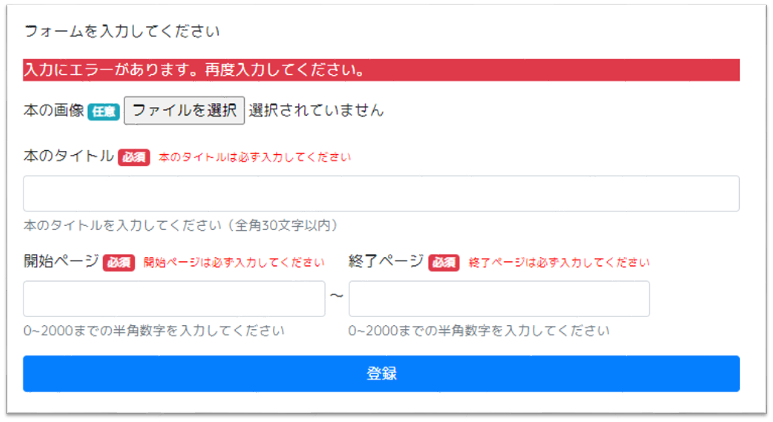 フォームを入力してください
入力にエラーがあります。再度入力してください。
本の画像 任意 ファイルを選択 選択されていません
本のタイトル 必須 本のタイトルは必ず入力してください
本のタイトルを入力してください（全角30文字以内）
開始ページ 必須 開始ページは必ず入力してください 終了ページ 必須 終了ページは必ず入力してください
～
0~2000までの半角数字を入力してください 0~2000までの半角数字を入力してください
登録